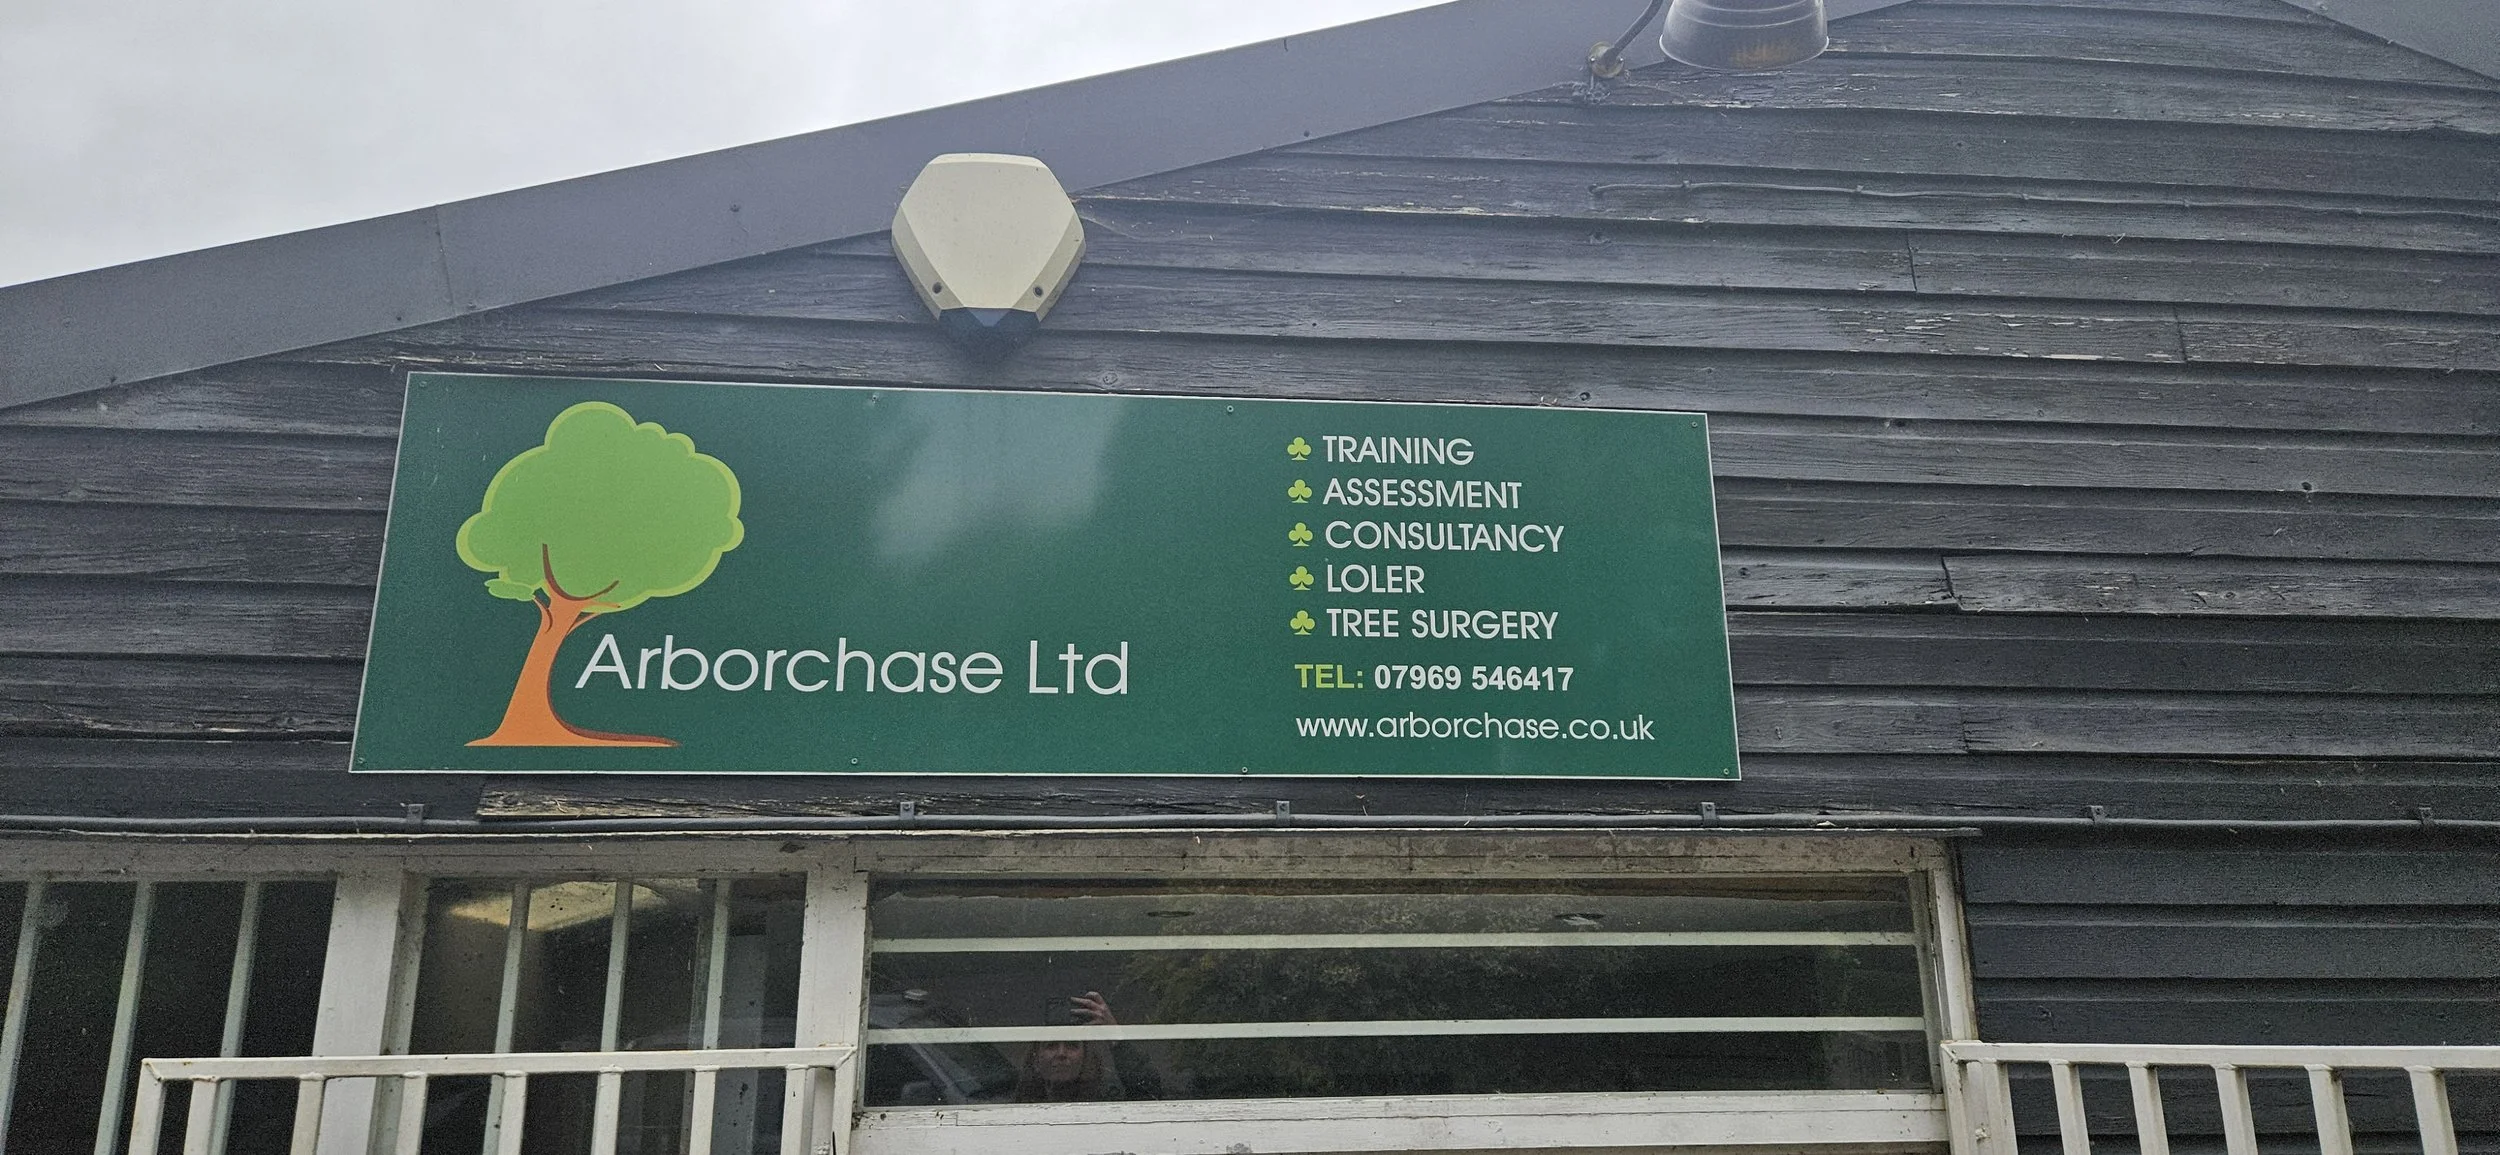 Arborchase Ltd
TRAINING
ASSESSMENT
CONSULTANCY
LOLER
TREE SURGERY
TEL: 07969 546417
www.arborchase.co.uk